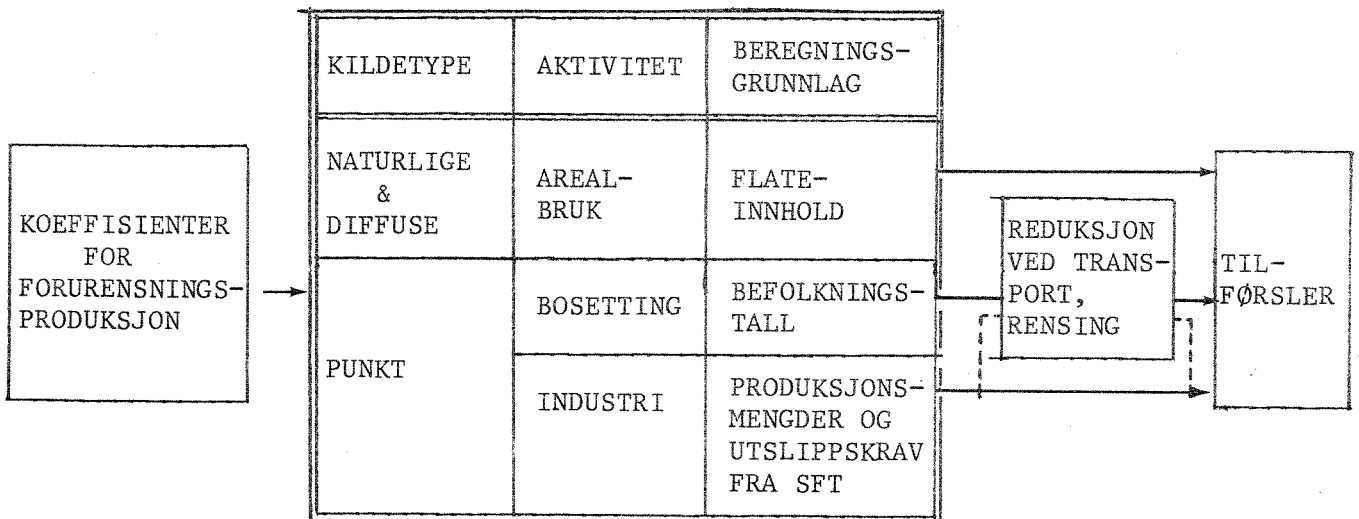 KOEFFISIENTER
FOR
FORURENSNINGS-
PRODUKSJON
KILDETYPE
AKTIVITET
BEREGNINGS-
GRUNNLAG
NATURLIGE
&
DIFFUSE
AREAL-
BRUK
FLATE-
INNHOLD
PUNKT
BOSETTING
BEFOLKNINGS-
TALL
INDUSTRI
PRODUKSJONS-
MENGDER OG
UTSLIPPSKRAV
FRA SFT
REDUKSJON
VED TRANS-
PORT,
RENSING
TIL-
FØRSLER